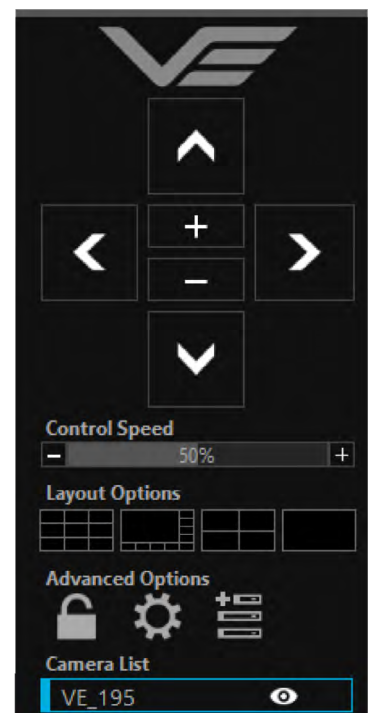 VE
+
−
Control Speed
− 50% +
Layout Options
Advanced Options
Camera List
VE_195